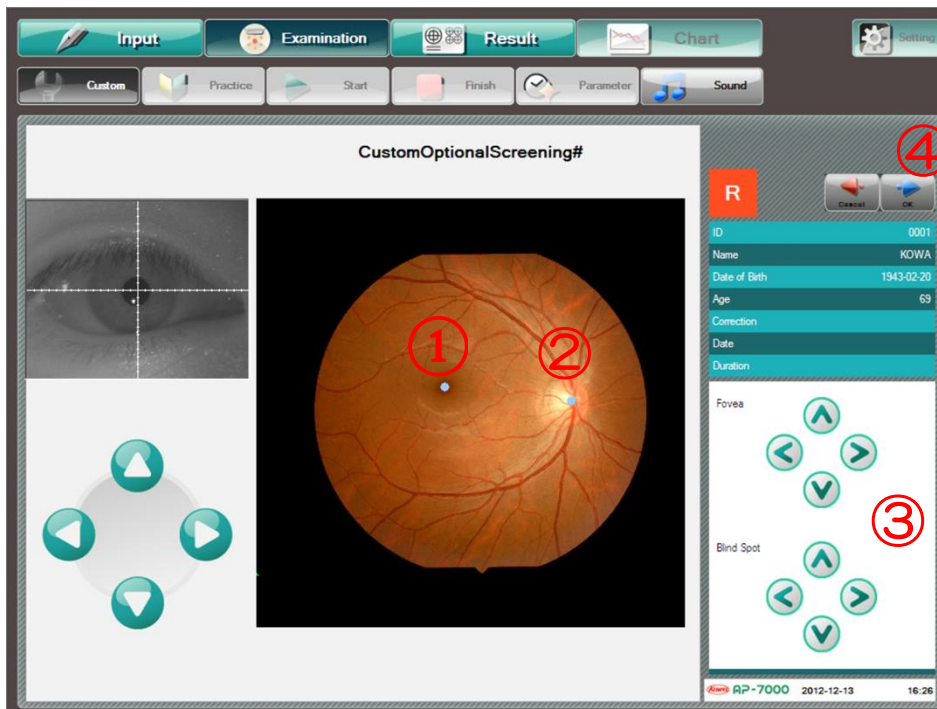 Input Examination Result Chart Setting
Custom Practice Start Finish Parameter Sound
CustomOptionalScreening#
④
R Cancel OK
ID 0001
Name KOWA
Date of Birth 1943-02-20
Age 69
Correction
Date
Duration
① ②
Fovea
③
Blind Spot
Kowa AP-7000 2012-12-13 16:26